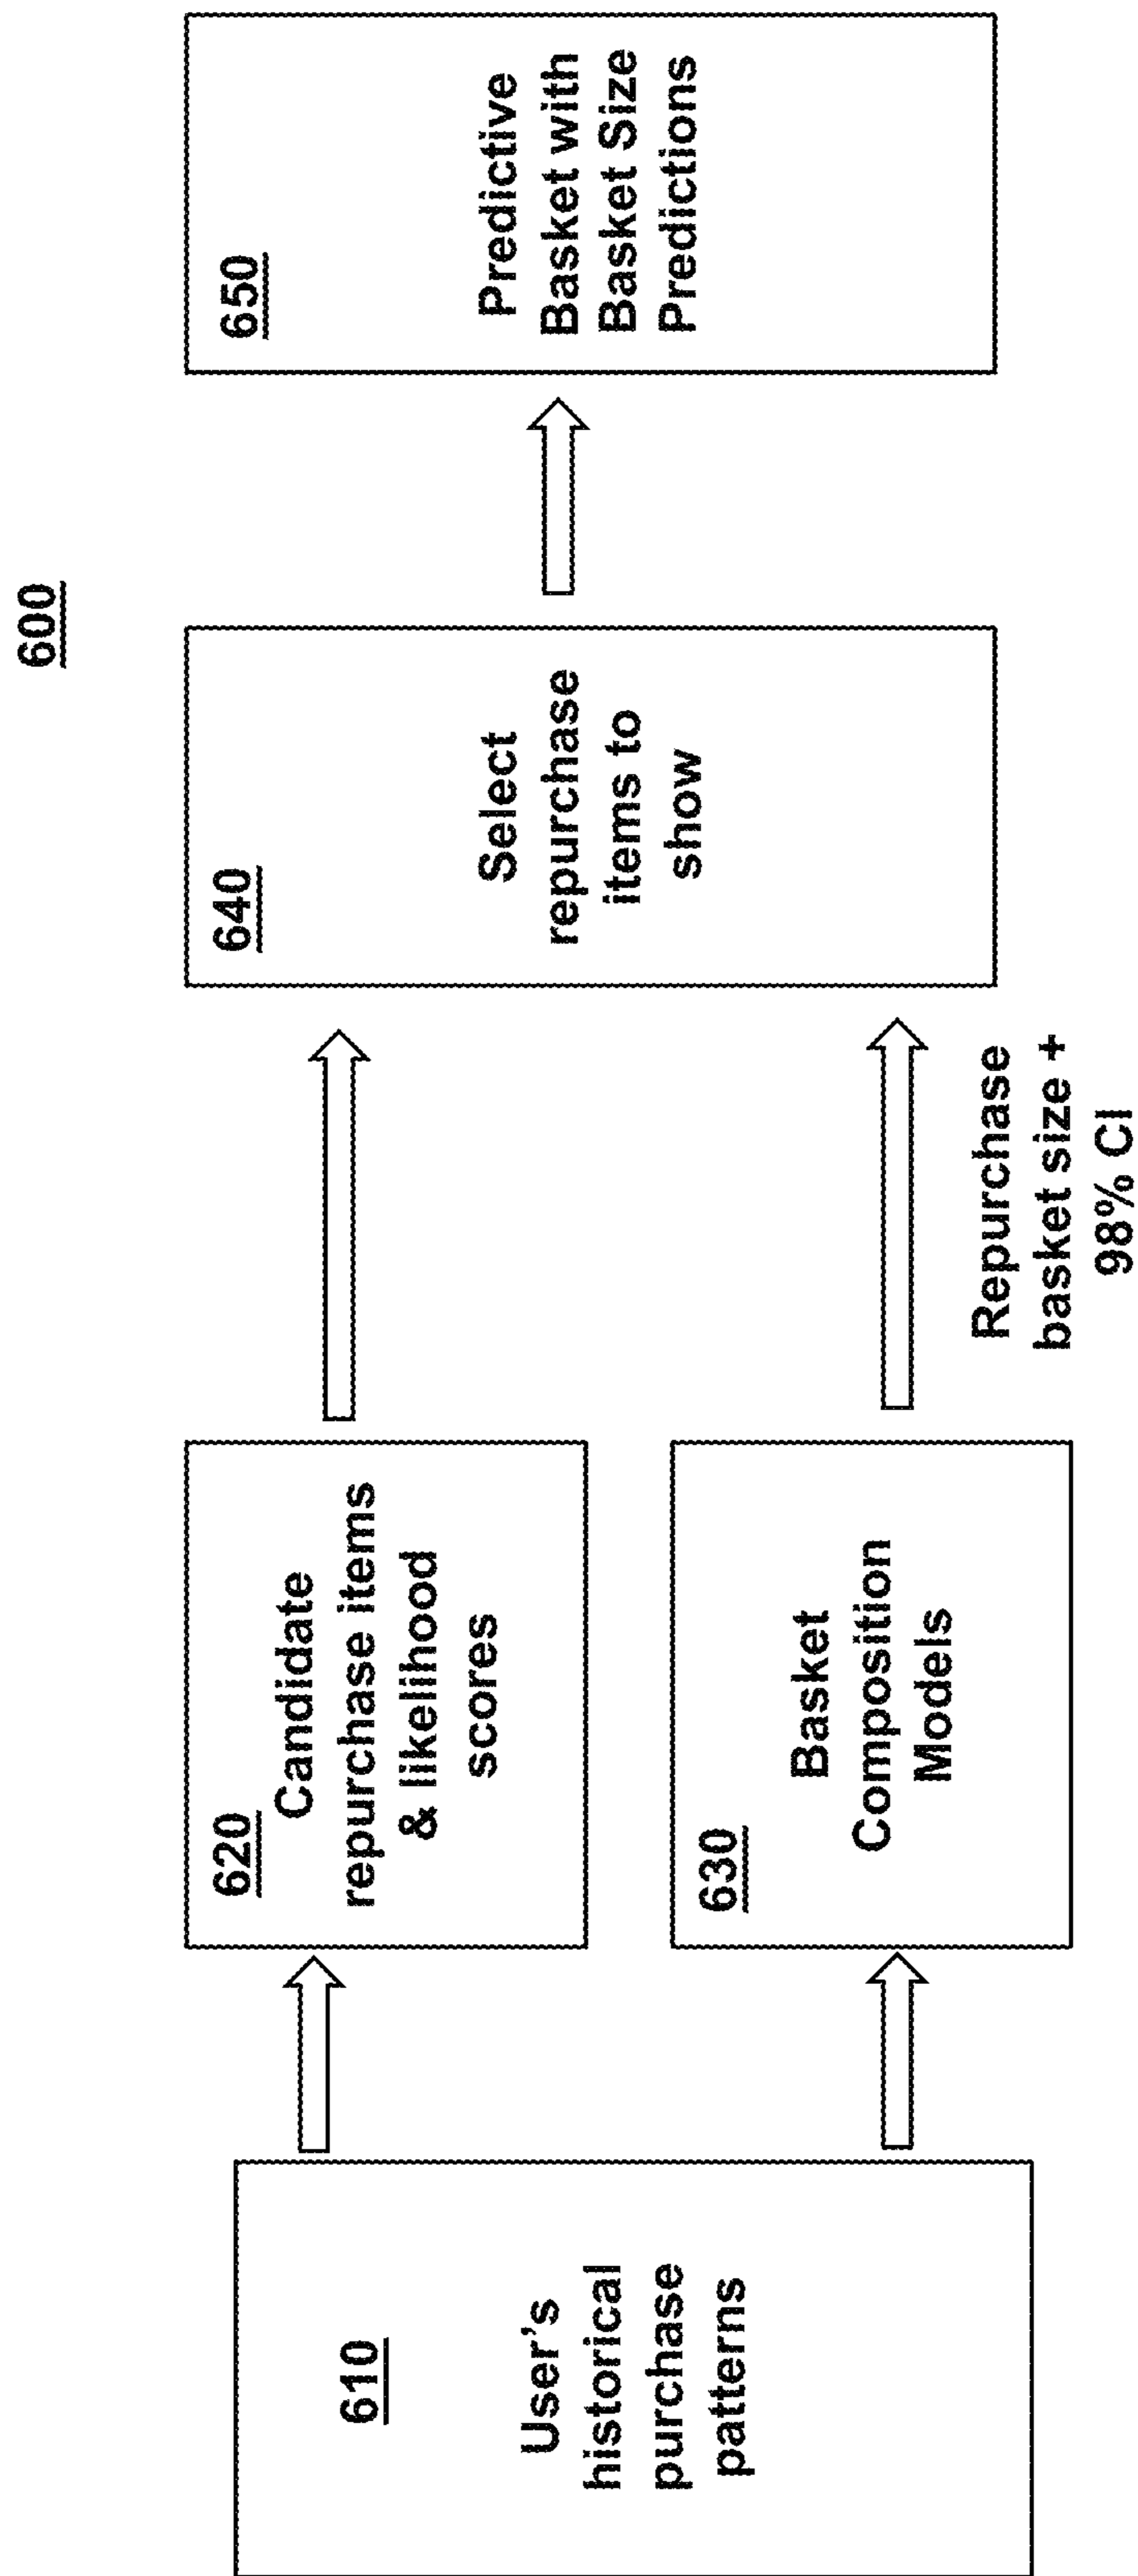 600
610
User's
historical
purchase
patterns
620
Candidate
repurchase items
& likelihood
scores
630
Basket
Composition
Models
Repurchase
basket size +
98% CI
640
Select
repurchase
items to
show
650
Predictive
Basket with
Basket Size
Predictions